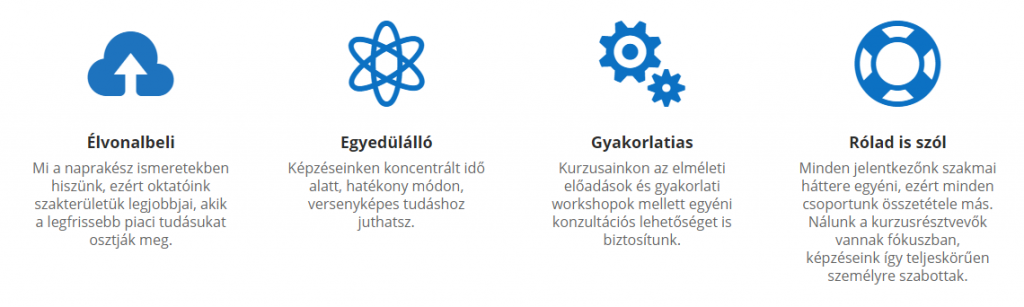 Élvonalbeli
Mi a naprakész ismeretekben
hiszünk, ezért oktatóink
szakterületük legjobbjai, akik
a legfrissebb piaci tudásukat
osztják meg.
Egyedülálló
Képzéseinken koncentrált idő
alatt, hatékony módon,
versenyképes tudáshoz
juthatsz.
Gyakorlatias
Kurzusainkon az elméleti
előadások és gyakorlati
workshopok mellett egyéni
konzultációs lehetőséget is
biztosítunk.
Rólad is szól
Minden jelentkezőnk szakmai
háttere egyéni, ezért minden
csoportunk összetétele más.
Nálunk a kurzusrésztvevők
vannak fókuszban,
képzéseink így teljeskörűen
személyre szabottak.